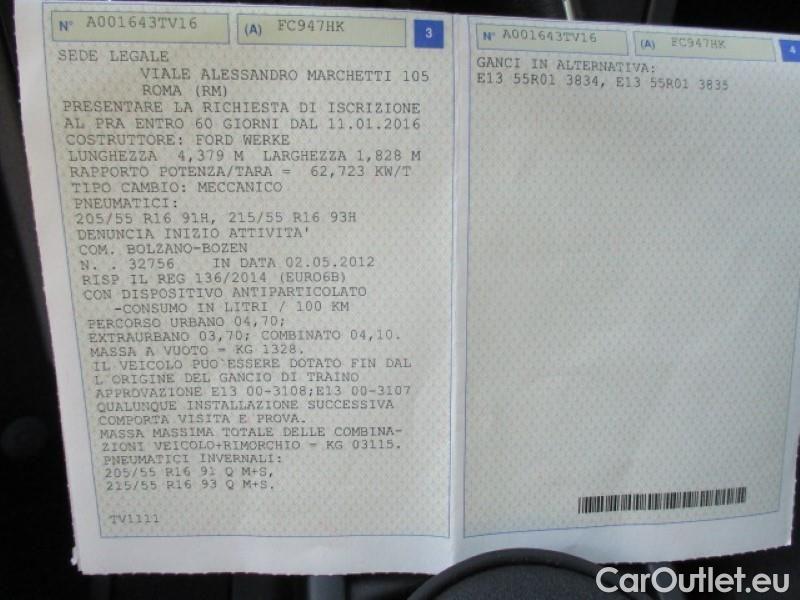 N° A001643TV16 (A) FC947HK 3
SEDE LEGALE
VIALE ALESSANDRO MARCHETTI 105
ROMA (RM)
PRESENTARE LA RICHIESTA DI ISCRIZIONE
AL PRA ENTRO 60 GIORNI DAL 11.01.2016
COSTRUTTORE: FORD WERKE
LUNGHEZZA 4,379 M LARGHEZZA 1,828 M
RAPPORTO POTENZA/TARA = 62,723 KW/T
TIPO CAMBIO: MECCANICO
PNEUMATICI:
205/55 R16 91H, 215/55 R16 93H
DENUNCIA INIZIO ATTIVITA'
COM. BOLZANO-BOZEN
N. . 32756 IN DATA 02.05.2012
RISP IL REG 136/2014 (EURO6B)
CON DISPOSITIVO ANTIPARTICOLATO
-CONSUMO IN LITRI / 100 KM
PERCORSO URBANO 04,70;
EXTRAURBANO 03,70; COMBINATO 04,10.
MASSA A VUOTO = KG 1328.
IL VEICOLO PUO`ESSERE DOTATO FIN DAL
L`ORIGINE DEL GANCIO DI TRAINO
APPROVAZIONE E13 00-3108;E13 00-3107
QUALUNQUE INSTALLAZIONE SUCCESSIVA
COMPORTA VISITA E PROVA.
MASSA MASSIMA TOTALE DELLE COMBINA-
ZIONI VEICOLO+RIMORCHIO = KG 03115.
PNEUMATICI INVERNALI:
205/55 R16 91 Q M+S,
215/55 R16 93 Q M+S.
TV1111
N° A001643TV16 (A) FC947HK 4
GANCI IN ALTERNATIVA:
E13 55R01 3834, E13 55R01 3835
CarOutlet.eu